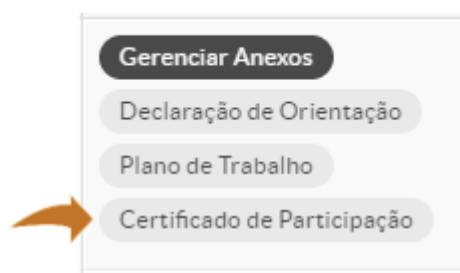 Gerenciar Anexos
Declaração de Orientação
Plano de Trabalho
Certificado de Participação